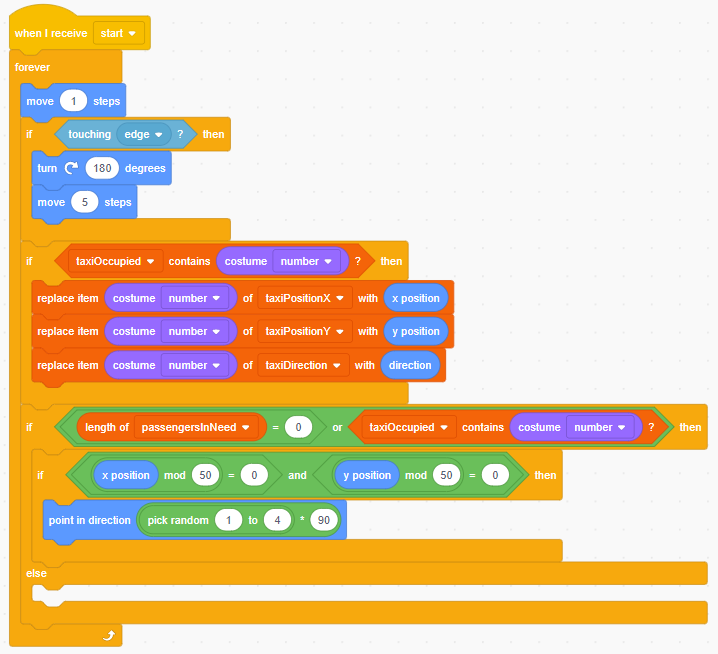 when I receive start
forever
move 1 steps
if touching edge ? then
turn 180 degrees
move 5 steps
if taxiOccupied contains costume number ? then
replace item costume number of taxiPositionX with x position
replace item costume number of taxiPositionY with y position
replace item costume number of taxiDirection with direction
if length of passengersInNeed = 0 or taxiOccupied contains costume number ? then
if x position mod 50 = 0 and y position mod 50 = 0 then
point in direction pick random 1 to 4 * 90
else